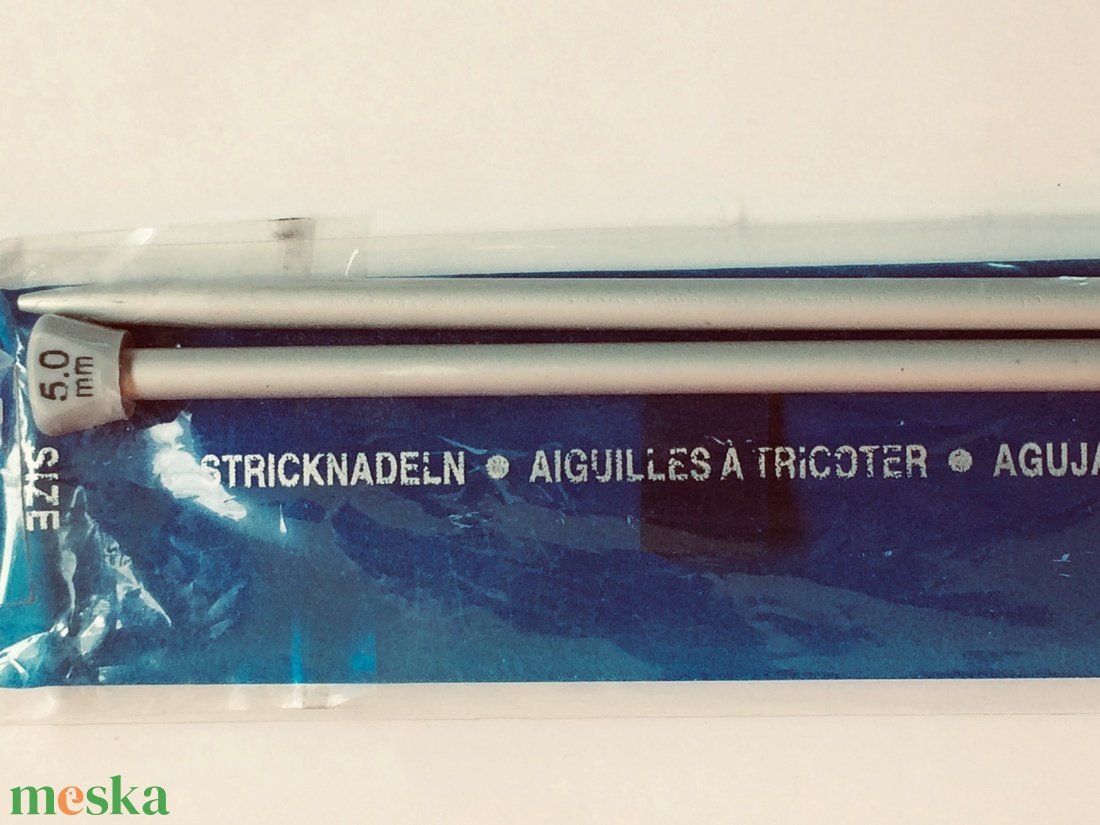 5.0
mm
SIZE
STRICKNADELN ● AIGUILLES À TRICOTER ● AGUJA
meska